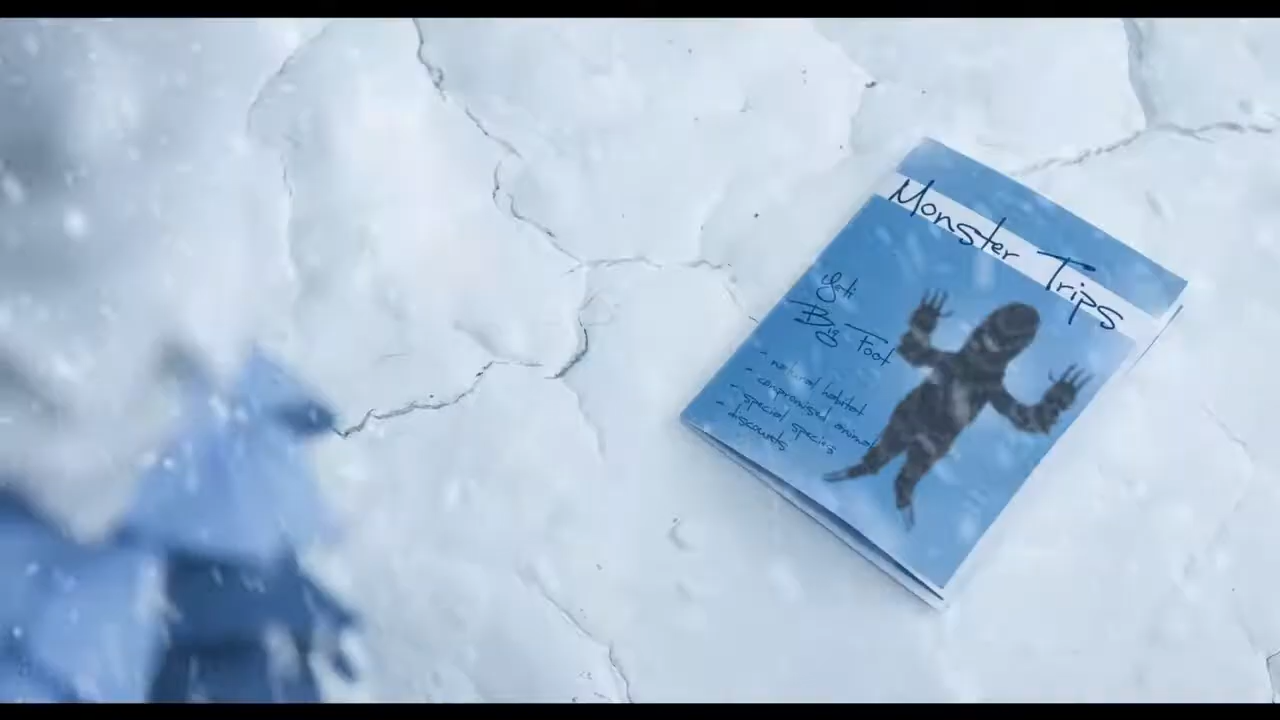 Monster Trips
Yeti
Big Foot
- natural habitat
- compromised animal
- special species
- discounts